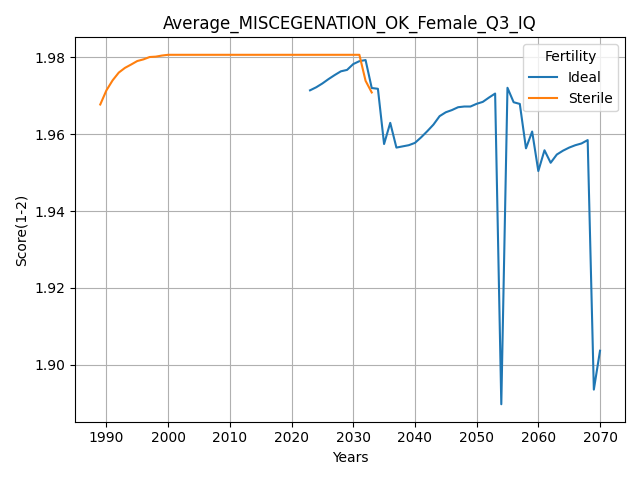 Average_MISCEGENATION_OK_Female_Q3_IQ
Score(1-2)
1.98
1.96
1.94
1.92
1.90
Fertility
Ideal
Sterile
1990 2000 2010 2020 2030 2040 2050 2060 2070
Years